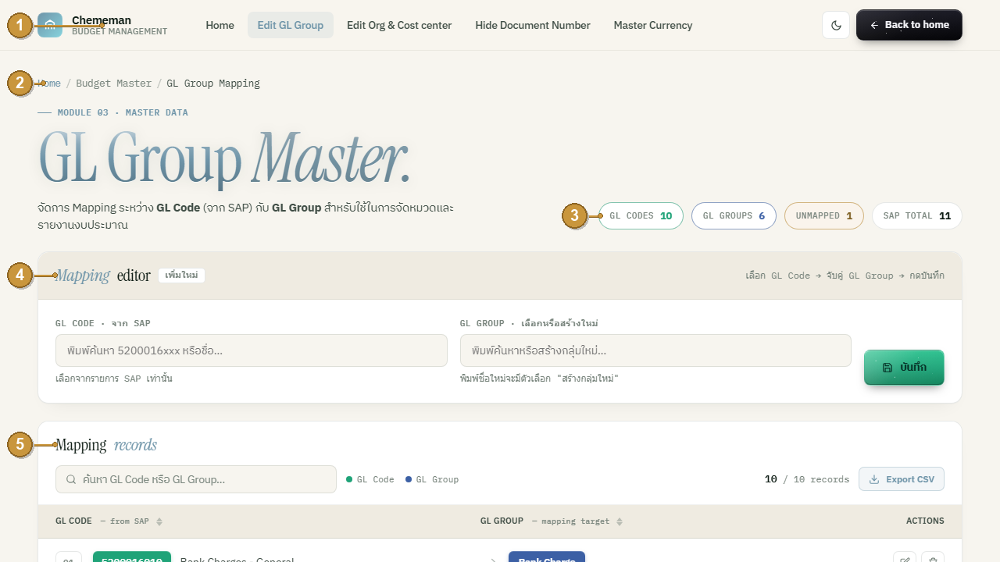 1
Chememan
BUDGET MANAGEMENT
Home
Edit GL Group
Edit Org & Cost center
Hide Document Number
Master Currency
Back to home
2
Home / Budget Master / GL Group Mapping
MODULE 03 · MASTER DATA
GL Group Master.
จัดการ Mapping ระหว่าง GL Code (จาก SAP) กับ GL Group สำหรับใช้ในการจัดหมวดและ
รายงานงบประมาณ
3
GL CODES 10
GL GROUPS 6
UNMAPPED 1
SAP TOTAL 11
4
Mapping editor เพิ่มใหม่
เลือก GL Code → จับคู่ GL Group → กดบันทึก
GL CODE · จาก SAP
GL GROUP · เลือกหรือสร้างใหม่
พิมพ์ค้นหา 5200016xxx หรือชื่อ...
พิมพ์ค้นหาหรือสร้างกลุ่มใหม่...
บันทึก
เลือกจากรายการ SAP เท่านั้น
พิมพ์ชื่อใหม่จะมีตัวเลือก "สร้างกลุ่มใหม่"
5
Mapping records
ค้นหา GL Code หรือ GL Group...
GL Code
GL Group
10 / 10 records
Export CSV
GL CODE — from SAP
GL GROUP — mapping target
ACTIONS
01
5200016010
Bank Charges - General
Bank Charge